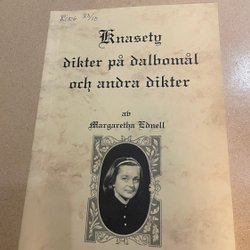 Knasety
dikter på dalbomål
och andra dikter
av
Margaretha Ednell